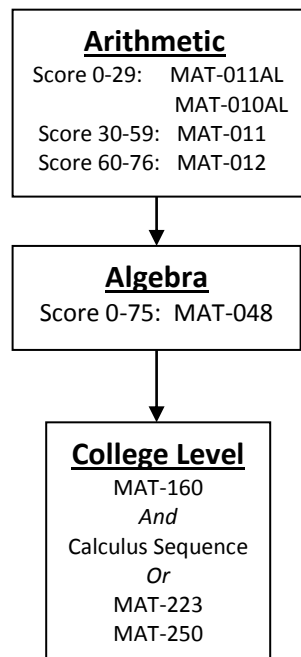 Arithmetic
Score 0-29: MAT-011AL
MAT-010AL
Score 30-59: MAT-011
Score 60-76: MAT-012
Algebra
Score 0-75: MAT-048
College Level
MAT-160
And
Calculus Sequence
Or
MAT-223
MAT-250